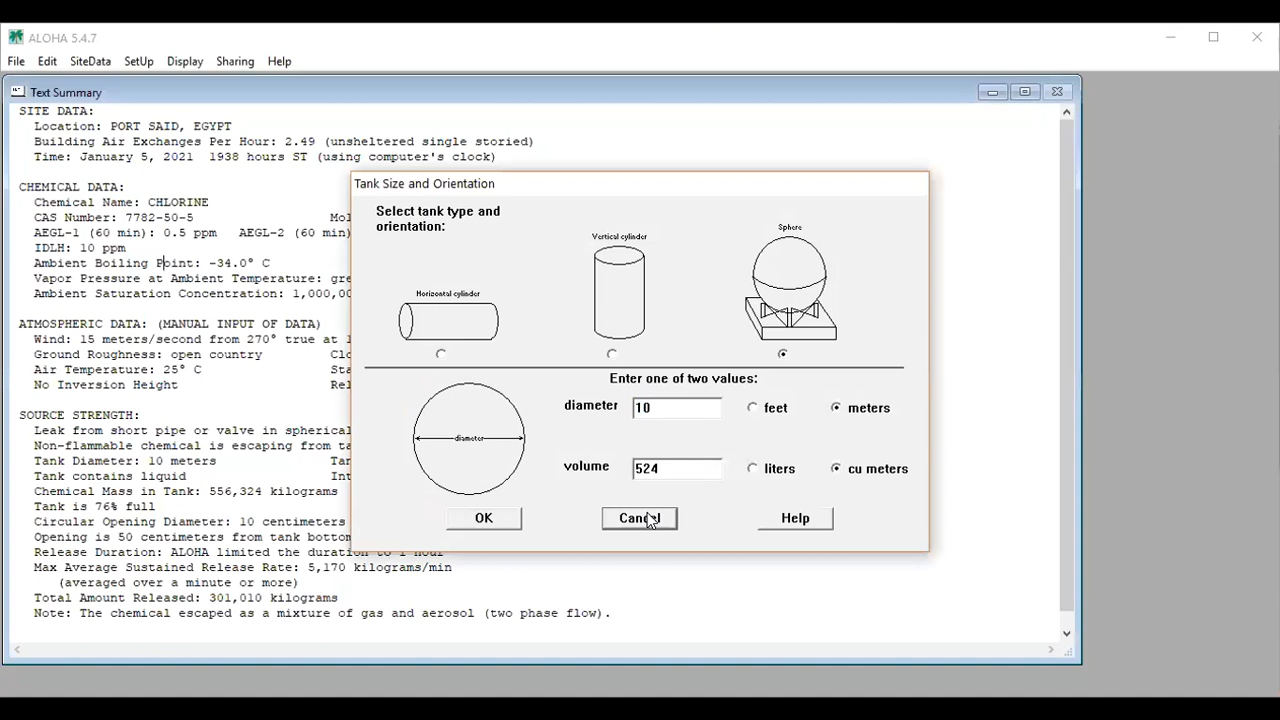 ALOHA 5.4.7
File Edit SiteData SetUp Display Sharing Help
Text Summary
SITE DATA:
Location: PORT SAID, EGYPT
Building Air Exchanges Per Hour: 2.49 (unsheltered single storied)
Time: January 5, 2021 1938 hours ST (using computer's clock)
CHEMICAL DATA:
Chemical Name: CHLORINE
CAS Number: 7782-50-5 Mol
AEGL-1 (60 min): 0.5 ppm AEGL-2 (60 min)
IDLH: 10 ppm
Ambient Boiling Point: -34.0° C
Vapor Pressure at Ambient Temperature: gre
Ambient Saturation Concentration: 1,000,00
ATMOSPHERIC DATA: (MANUAL INPUT OF DATA)
Wind: 15 meters/second from 270° true at
Ground Roughness: open country Clo
Air Temperature: 25° C Sta
No Inversion Height Rel
SOURCE STRENGTH:
Leak from short pipe or valve in spherical
Non-flammable chemical is escaping from ta
Tank Diameter: 10 meters Tan
Tank contains liquid Int
Chemical Mass in Tank: 556,324 kilograms
Tank is 76% full
Circular Opening Diameter: 10 centimeters
Opening is 50 centimeters from tank bottom
Release Duration: ALOHA limited the duration to 1 hour
Max Average Sustained Release Rate: 5,170 kilograms/min
(averaged over a minute or more)
Total Amount Released: 301,010 kilograms
Note: The chemical escaped as a mixture of gas and aerosol (two phase flow).
Tank Size and Orientation
Select tank type and
orientation:
Horizontal cylinder
Vertical cylinder
Sphere
Enter one of two values:
diameter
diameter 10 feet meters
volume 524 liters cu meters
OK Cancel Help